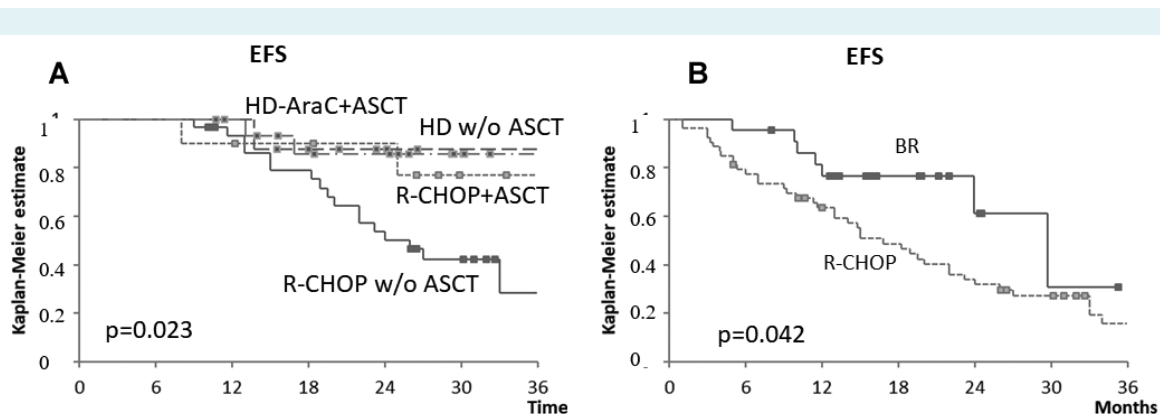 EFS
A
Kaplan-Meier estimate
1
0.8
0.6
0.4
0.2
0
HD-AraC+ASCT
HD w/o ASCT
R-CHOP+ASCT
R-CHOP w/o ASCT
p=0.023
0 6 12 18 24 30 36
Time
EFS
B
Kaplan-Meier estimate
1
0.8
0.6
0.4
0.2
0
BR
R-CHOP
p=0.042
0 6 12 18 24 30 36
Months